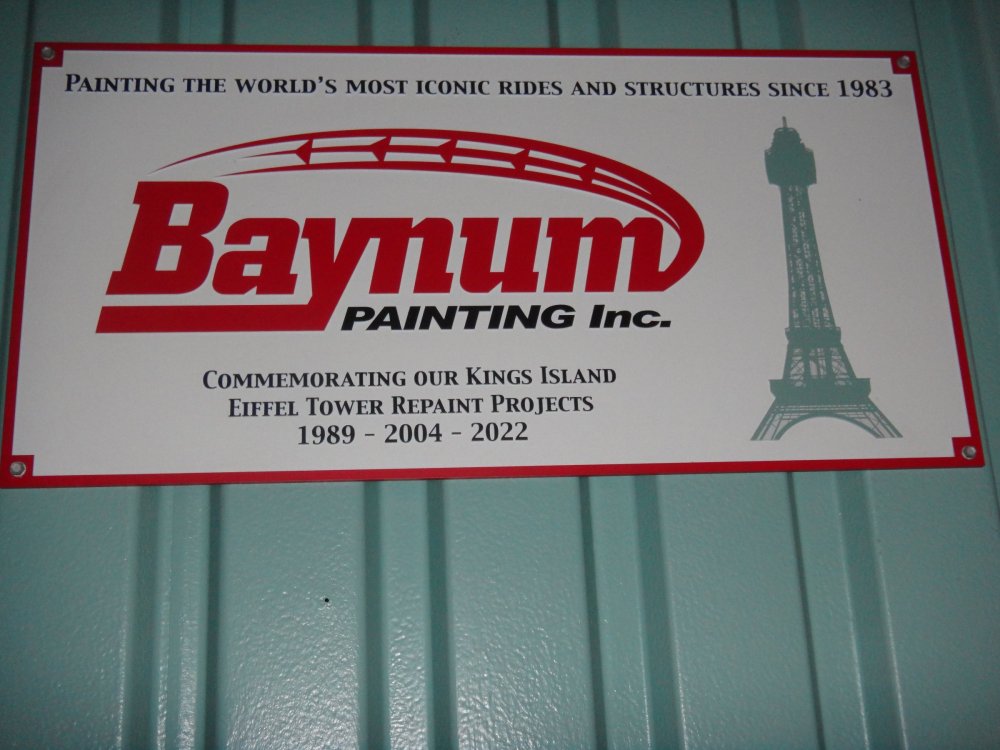 Painting the world's most iconic rides and structures since 1983
Baynum
PAINTING Inc.
Commemorating our Kings Island
Eiffel Tower Repaint Projects
1989 - 2004 - 2022